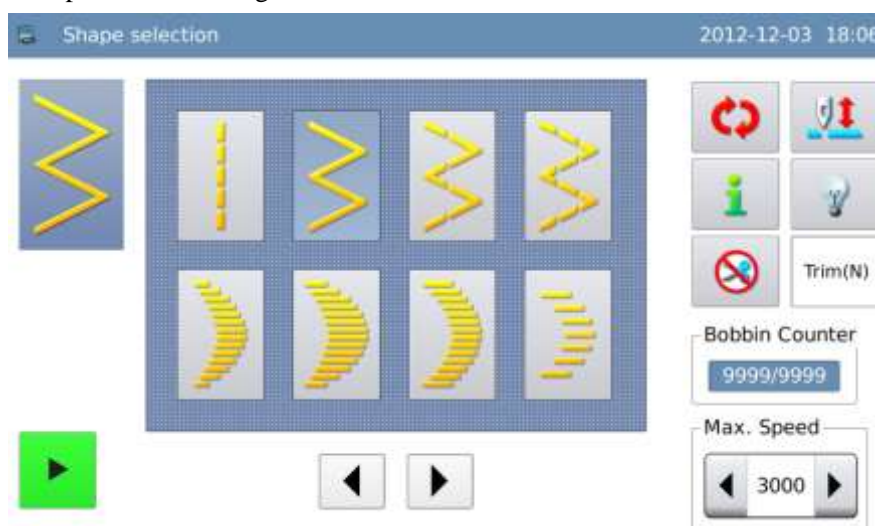 Shape selection
2012-12-03 18:06
Trim(N)
Bobbin Counter
9999/9999
Max. Speed
3000